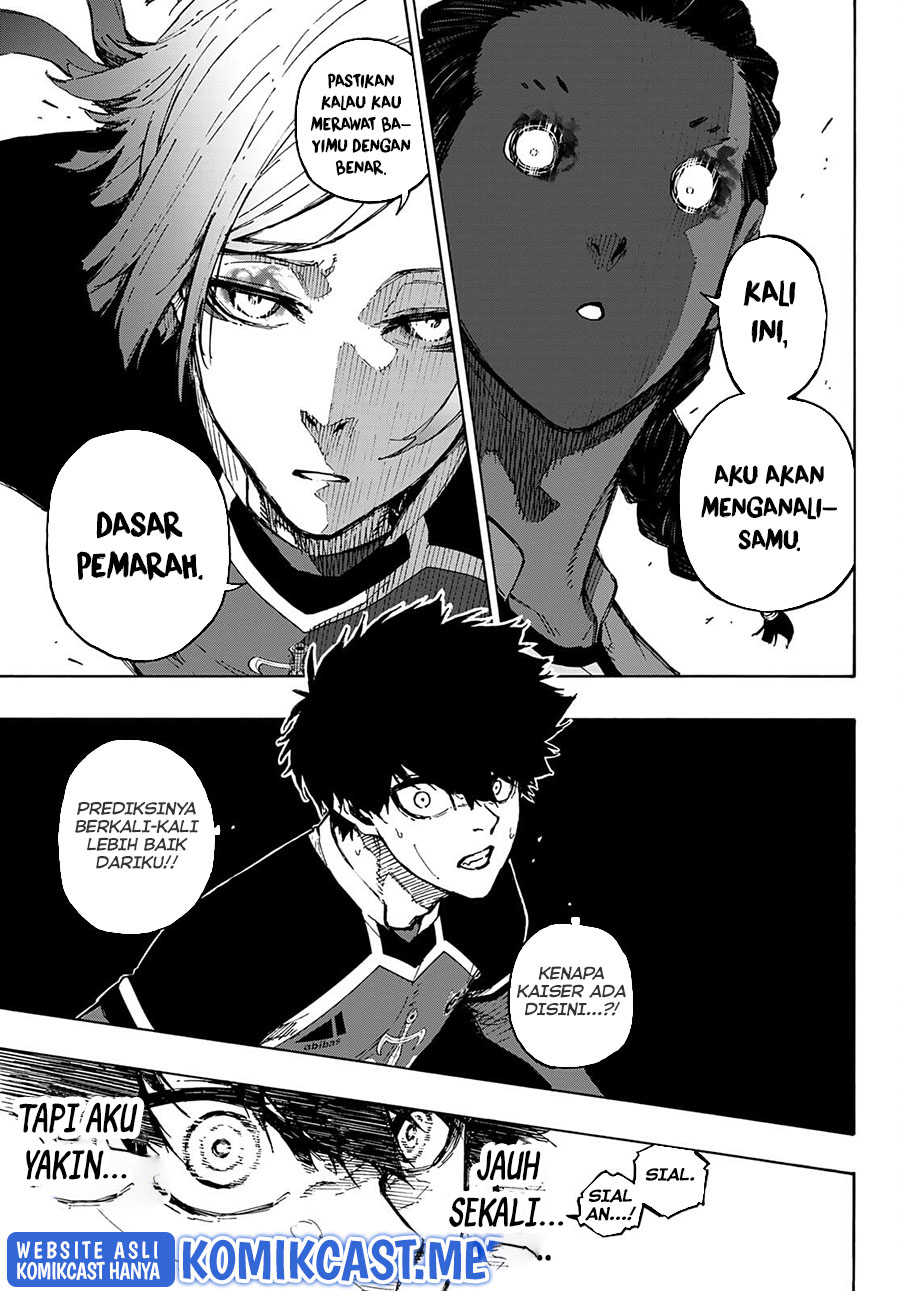 KALI
INI,
AKU AKAN
MENGANALI-
SAMU.
PASTIKAN
KALAU KAU
MERAWAT BA-
YIMU DENGAN
BENAR.
DASAR
PEMARAH.
PREDIKSINYA
BERKALI-KALI
LEBIH BAIK
DARIKU!!
KENAPA
KAISER ADA
DISINI...?!
abibas
SIAL.
SIAL
AN....!
JAUH
SEKALI...
..
TAPI AKU
YAKIN...
WEBSITE ASLI
KOMIKCAST HANYA
KOMIKCAST.ME